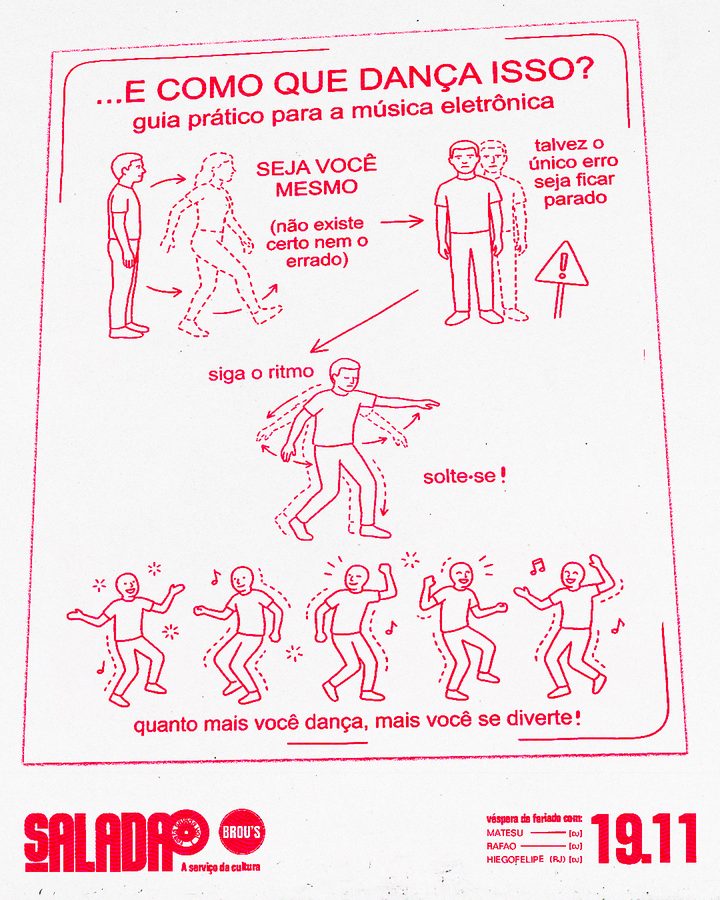 ...E COMO QUE DANÇA ISSO?
guia prático para a música eletrônica
SEJA VOCÊ
MESMO
(não existe
certo nem o
errado)
talvez o
único erro
seja ficar
parado
!
siga o ritmo
solte-se!
quanto mais você dança, mais você se diverte!
SALADA
BROU'S
A serviço da cultura
véspera de feriado com:
MATESU [DJ]
RAFAO [DJ]
HIEGOFELIPE (RJ) [DJ]
19.11